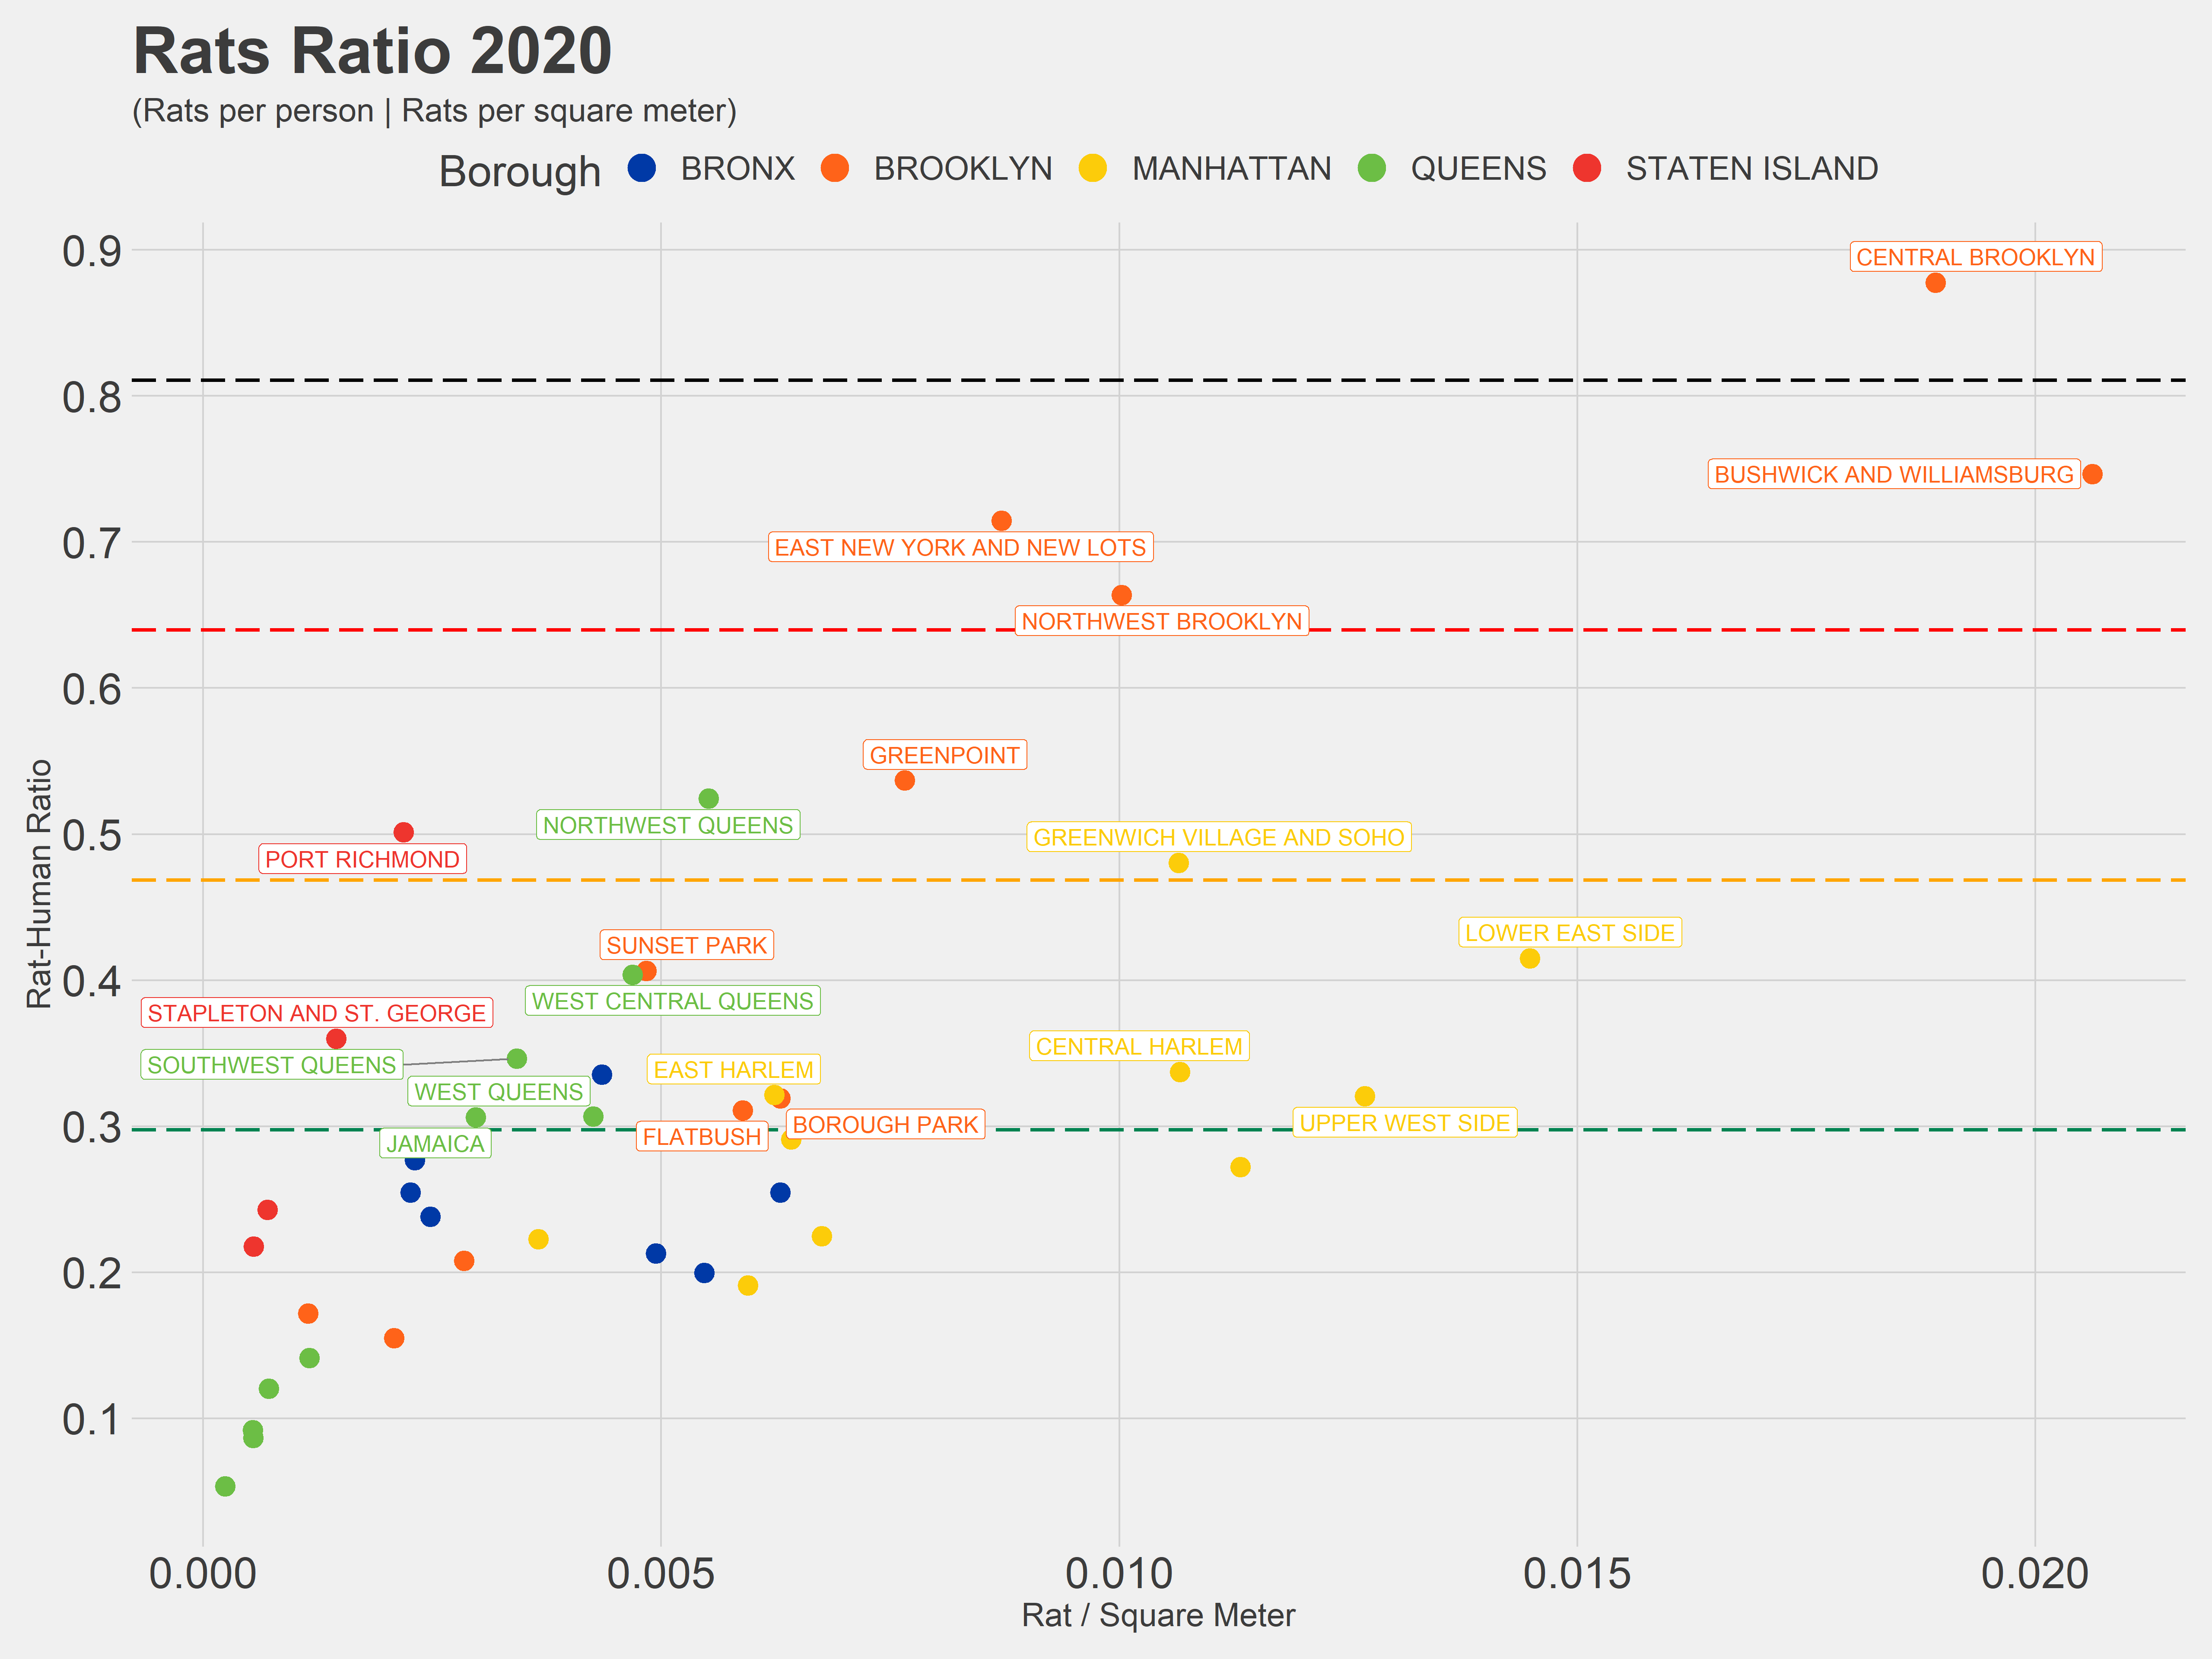 Rats Ratio 2020
(Rats per person | Rats per square meter)
Borough BRONX BROOKLYN MANHATTAN QUEENS STATEN ISLAND
0.9
CENTRAL BROOKLYN
0.8
BUSHWICK AND WILLIAMSBURG
0.7
EAST NEW YORK AND NEW LOTS
NORTHWEST BROOKLYN
0.6
GREENPOINT
NORTHWEST QUEENS
0.5
GREENWICH VILLAGE AND SOHO
PORT RICHMOND
LOWER EAST SIDE
SUNSET PARK
0.4
WEST CENTRAL QUEENS
STAPLETON AND ST. GEORGE
CENTRAL HARLEM
SOUTHWEST QUEENS
EAST HARLEM
WEST QUEENS
0.3
BOROUGH PARK
UPPER WEST SIDE
FLATBUSH
JAMAICA
0.2
0.1
Rat-Human Ratio
0.000 0.005 0.010 0.015 0.020
Rat / Square Meter